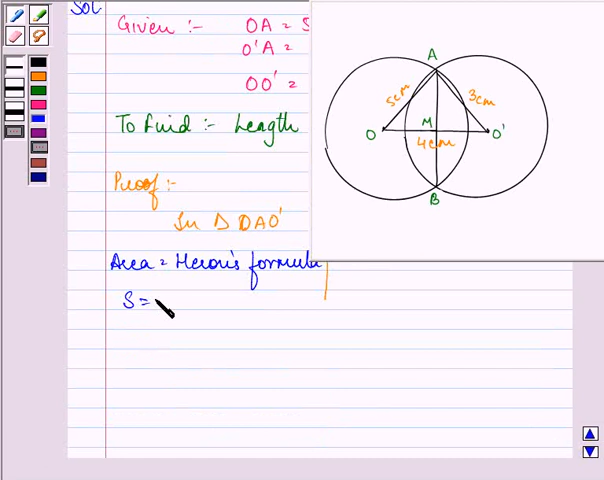 Sol
Given :- OA = 5
O'A =
OO' =
To Find :- Length
Proof :-
In Δ OAO'
Area = Heron's formula
S =
A
5cm
3cm
O
M
O'
4cm
B